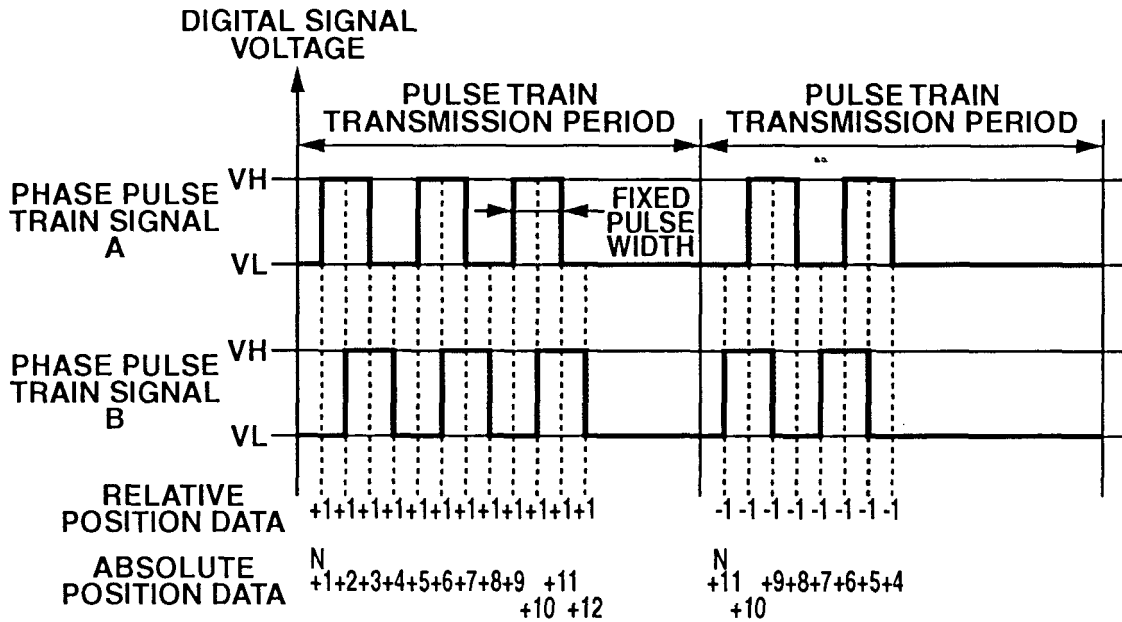 DIGITAL SIGNAL
VOLTAGE
PULSE TRAIN
TRANSMISSION PERIOD
PULSE TRAIN
TRANSMISSION PERIOD
PHASE PULSE
TRAIN SIGNAL
A
VH
VL
FIXED
PULSE
WIDTH
PHASE PULSE
TRAIN SIGNAL
B
VH
VL
RELATIVE
POSITION DATA
+1+1+1+1+1+1+1+1+1+1+1+1
-1 -1 -1 -1 -1 -1 -1 -1
ABSOLUTE
POSITION DATA
N
+1+2+3+4+5+6+7+8+9 +11
+10 +12
N
+11 +9+8+7+6+5+4
+10